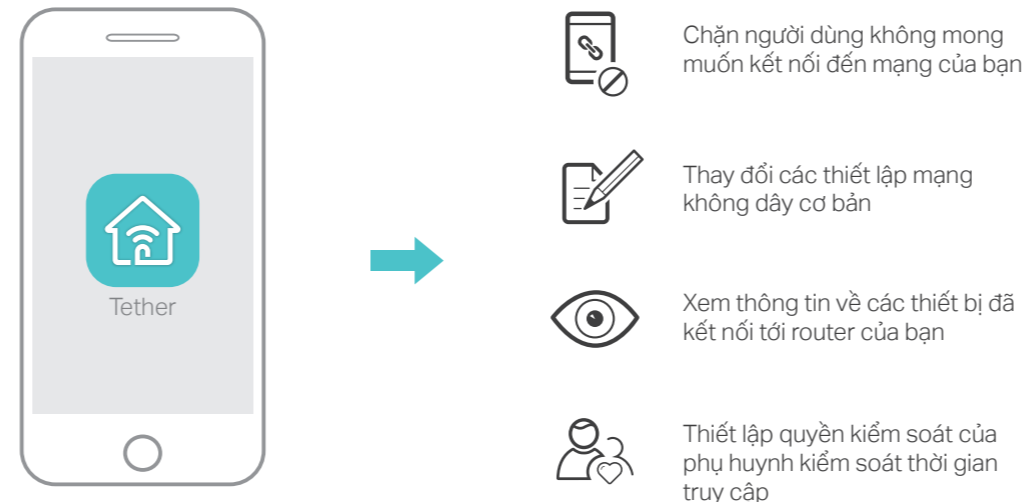 Tether
Chặn người dùng không mong
muốn kết nối đến mạng của bạn
Thay đổi các thiết lập mạng
không dây cơ bản
Xem thông tin về các thiết bị đã
kết nối tới router của bạn
Thiết lập quyền kiểm soát của
phụ huynh kiểm soát thời gian
truy cập